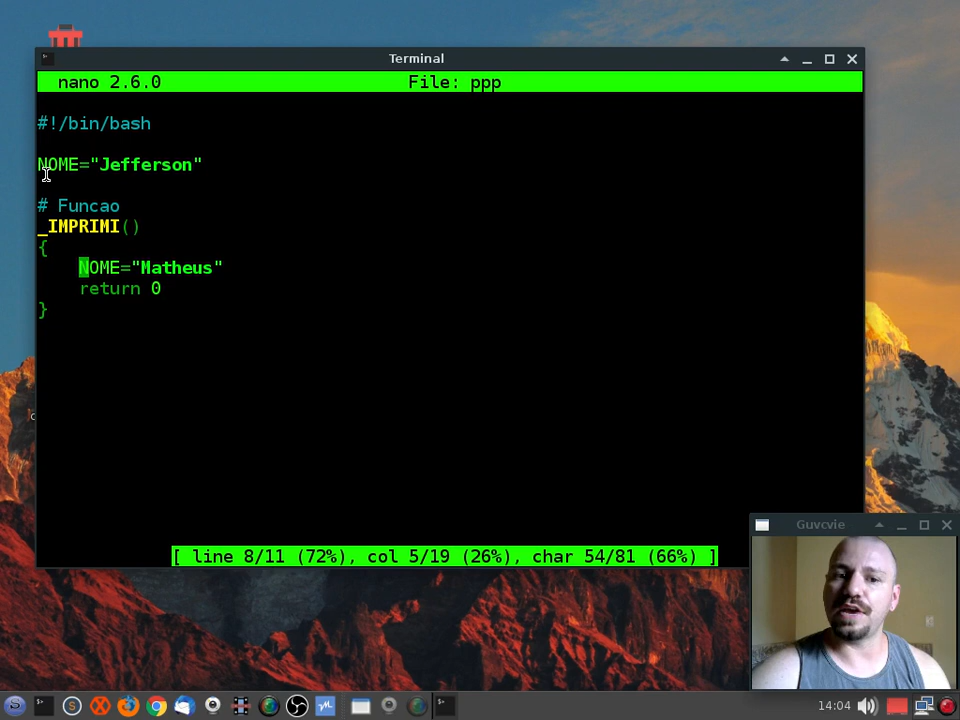 Terminal
nano 2.6.0 File: ppp
#!/bin/bash
NOME="Jefferson"
# Funcao
_IMPRIMI()
{
NOME="Matheus"
return 0
}
[ line 8/11 (72%), col 5/19 (26%), char 54/81 (66%) ]
Guvcvie
14:04